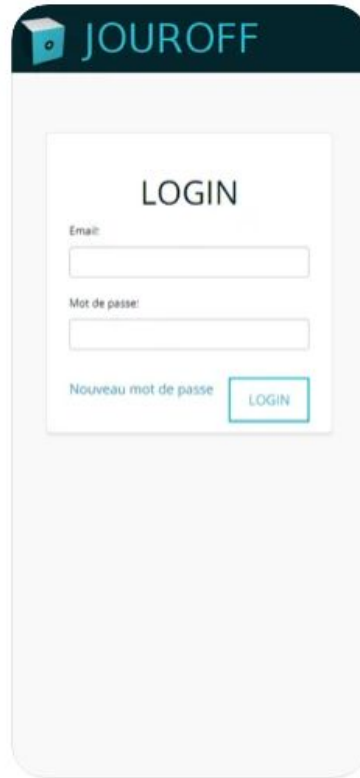 JOUROFF
LOGIN
Email:
Mot de passe:
Nouveau mot de passe
LOGIN